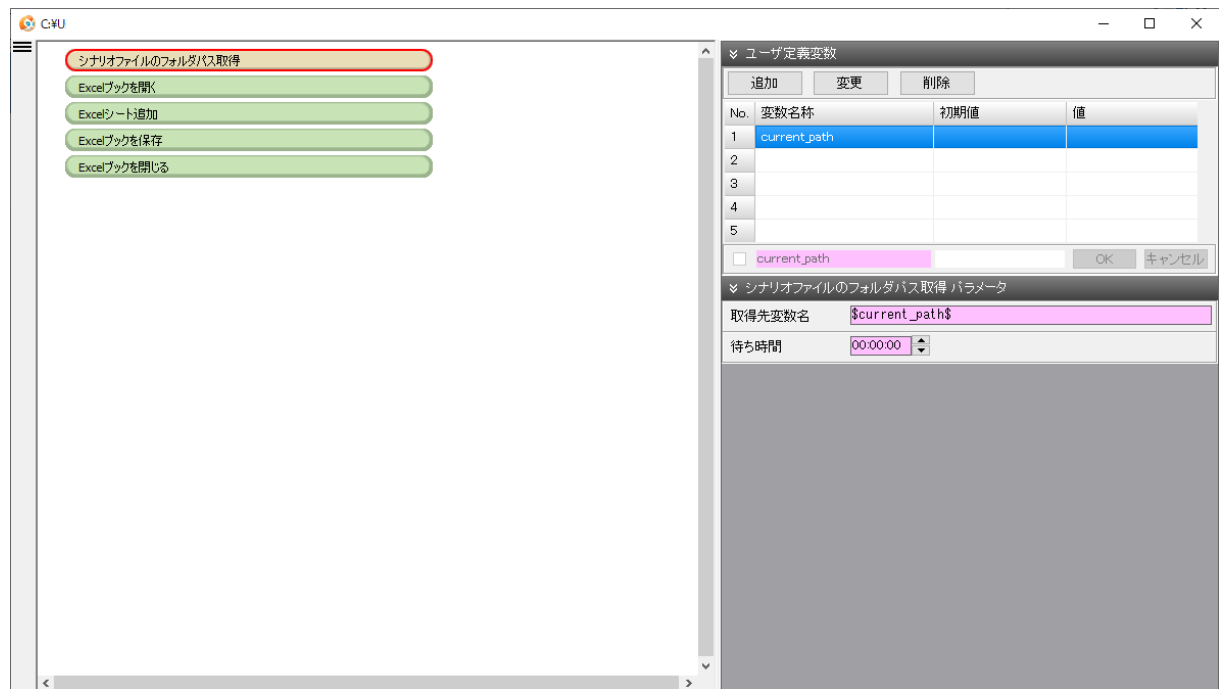 C:¥U
シナリオファイルのフォルダパス取得
Excelブックを開く
Excelシート追加
Excelブックを保存
Excelブックを閉じる
ユーザ定義変数
追加 変更 削除
No. 変数名称 初期値 値
1 current_path
2
3
4
5
current_path OK キャンセル
シナリオファイルのフォルダパス取得 パラメータ
取得先変数名 $current_path$
待ち時間 00:00:00